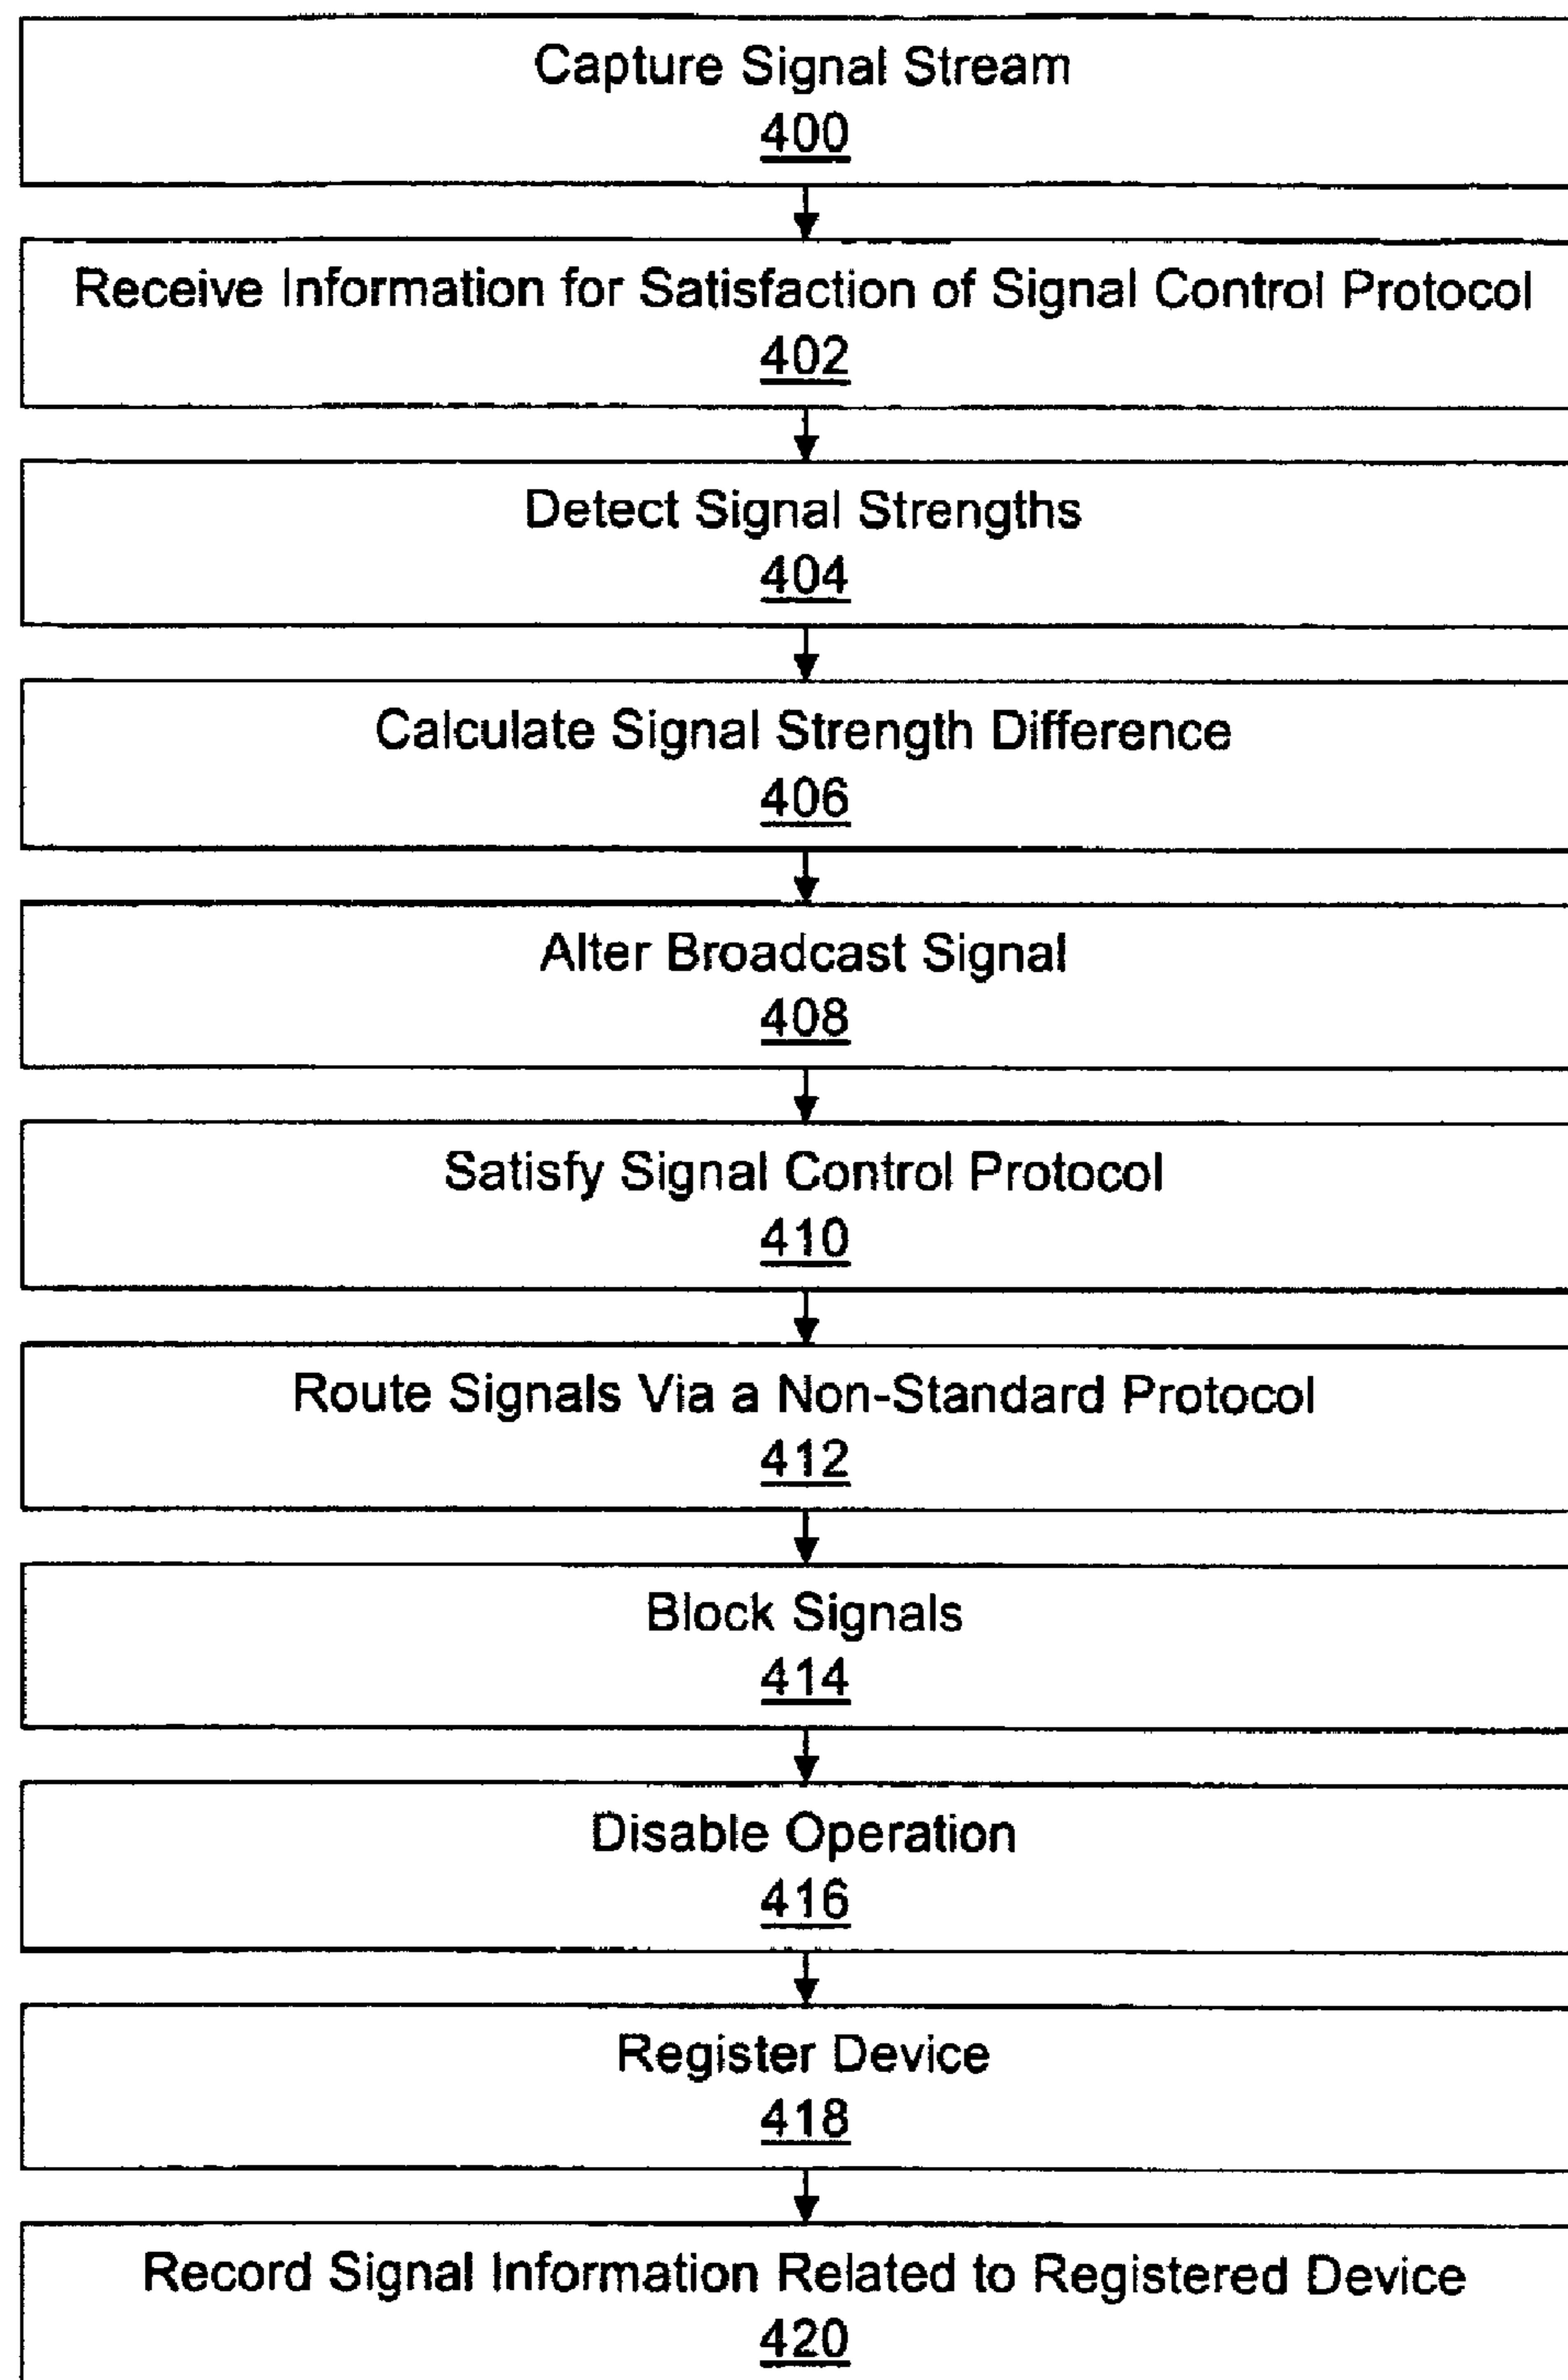 Capture Signal Stream
400
Receive Information for Satisfaction of Signal Control Protocol
402
Detect Signal Strengths
404
Calculate Signal Strength Difference
406
Alter Broadcast Signal
408
Satisfy Signal Control Protocol
410
Route Signals Via a Non-Standard Protocol
412
Block Signals
414
Disable Operation
416
Register Device
418
Record Signal Information Related to Registered Device
420